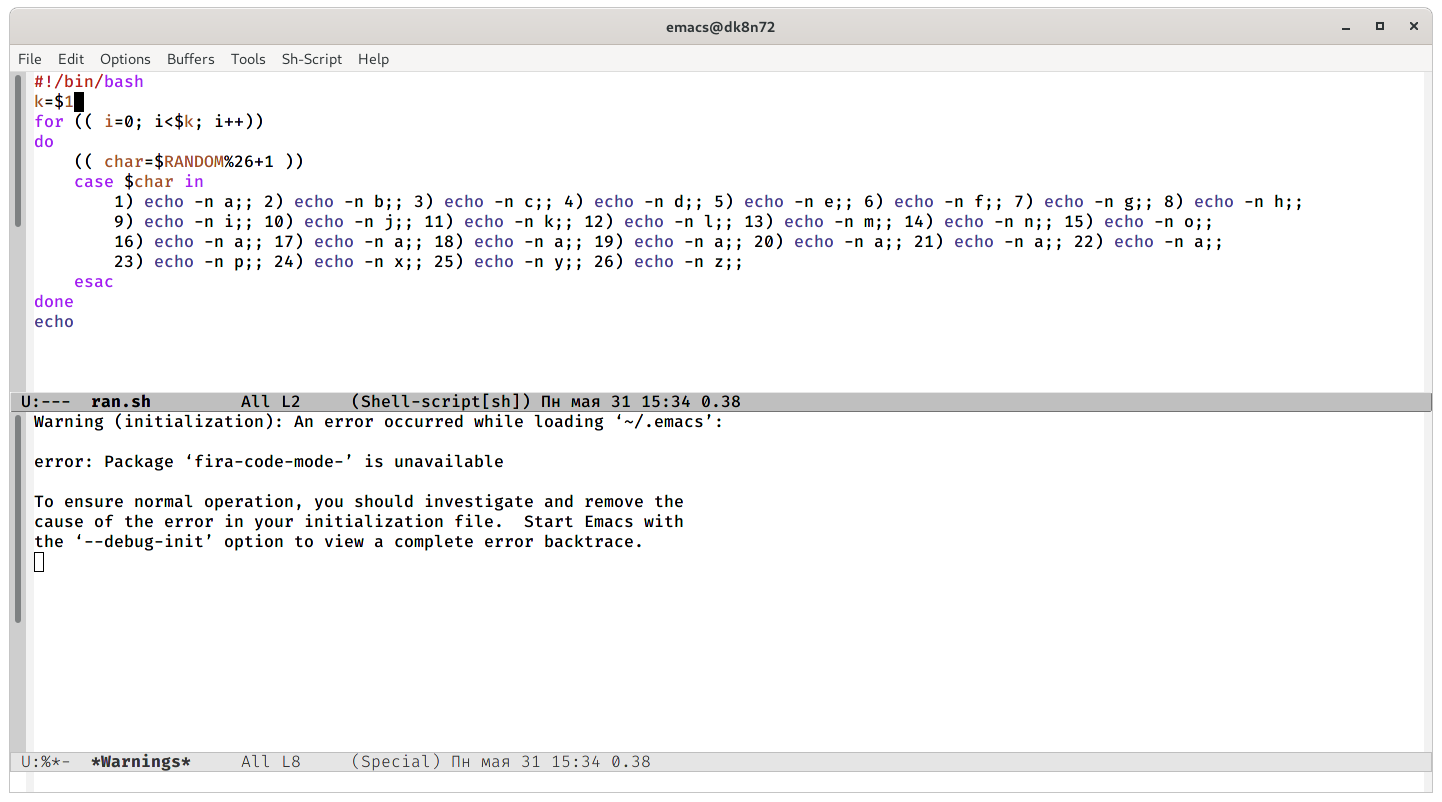 emacs@dk8n72
File Edit Options Buffers Tools Sh-Script Help
#!/bin/bash
k=$1
for (( i=0; i<$k; i++))
do
    (( char=$RANDOM%26+1 ))
    case $char in
        1) echo -n a;; 2) echo -n b;; 3) echo -n c;; 4) echo -n d;; 5) echo -n e;; 6) echo -n f;; 7) echo -n g;; 8) echo -n h;;
        9) echo -n i;; 10) echo -n j;; 11) echo -n k;; 12) echo -n l;; 13) echo -n m;; 14) echo -n n;; 15) echo -n o;;
        16) echo -n a;; 17) echo -n a;; 18) echo -n a;; 19) echo -n a;; 20) echo -n a;; 21) echo -n a;; 22) echo -n a;;
        23) echo -n p;; 24) echo -n x;; 25) echo -n y;; 26) echo -n z;;
    esac
done
echo
U:---  ran.sh         All L2     (Shell-script[sh]) Пн мая 31 15:34 0.38
Warning (initialization): An error occurred while loading ‘~/.emacs’:
error: Package ‘fira-code-mode-’ is unavailable
To ensure normal operation, you should investigate and remove the
cause of the error in your initialization file.  Start Emacs with
the ‘--debug-init’ option to view a complete error backtrace.
U:%*-  *Warnings*     All L8     (Special) Пн мая 31 15:34 0.38